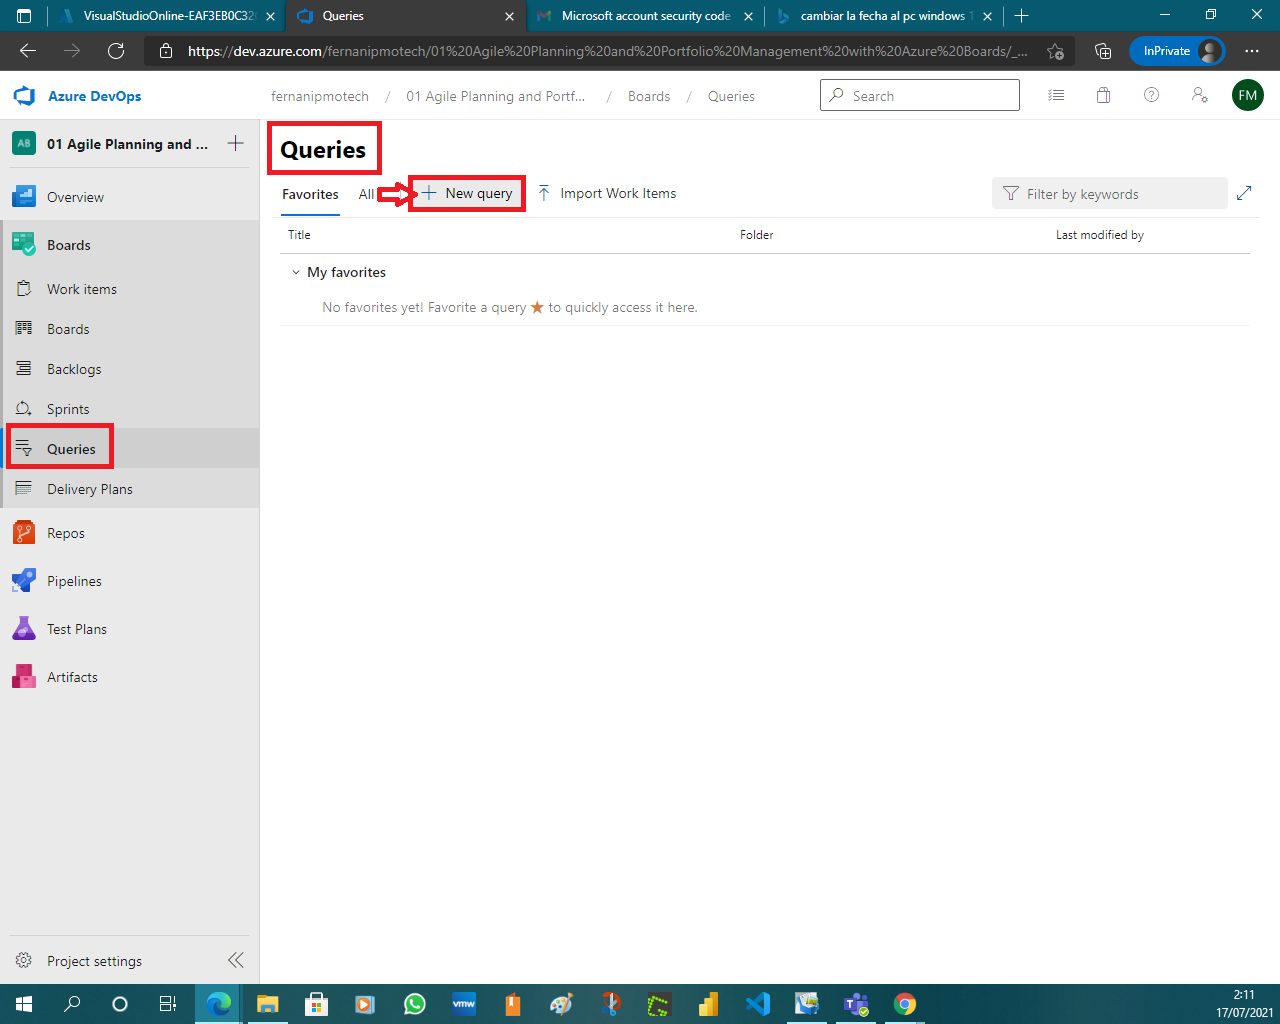 VisualStudioOnline-EAF3EB0C32
Queries
Microsoft account security code
cambiar la fecha al pc windows 1
https://dev.azure.com/fernanipmotech/01%20Agile%20Planning%20and%20Portfolio%20Management%20with%20Azure%20Boards/_...
InPrivate
Azure DevOps
fernanipmotech / 01 Agile Planning and Portf... / Boards / Queries
Search
FM
AB
01 Agile Planning and ...
Overview
Boards
Work items
Boards
Backlogs
Sprints
Queries
Delivery Plans
Repos
Pipelines
Test Plans
Artifacts
Project settings
Queries
Favorites
All
New query
Import Work Items
Filter by keywords
Title
Folder
Last modified by
My favorites
No favorites yet! Favorite a query ★ to quickly access it here.
vmw
2:11
17/07/2021